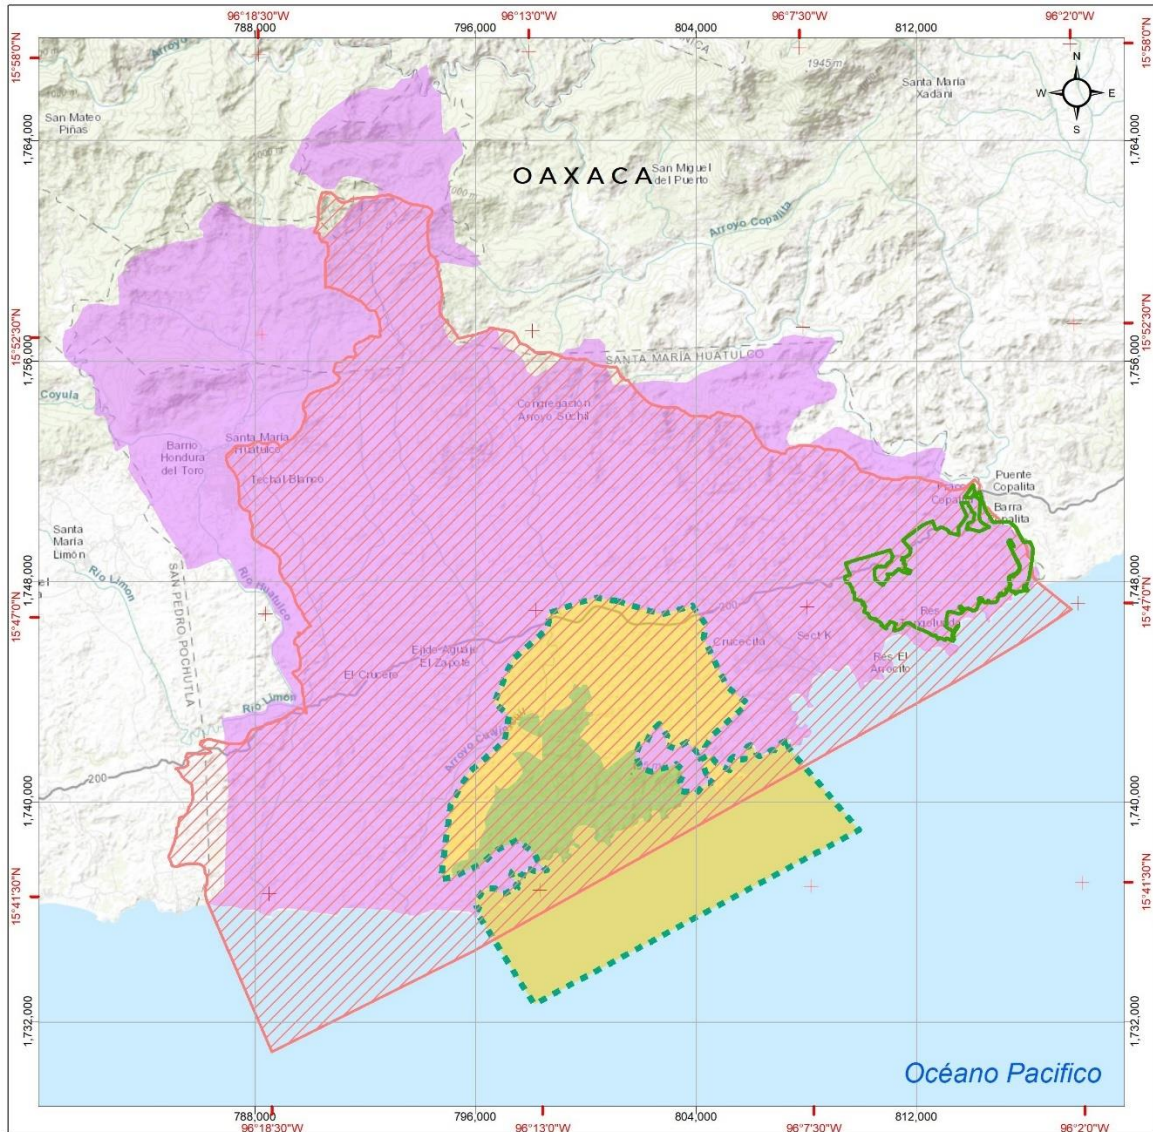 96°18'30"W 96°13'0"W 96°7'30"W 96°2'0"W
788,000 796,000 804,000 812,000
15°58'0"N
15°58'0"N
1945 m
N
W E
S
Santa María
Xadani
San Mateo
Piñas
1,764,000
1,764,000
OAXACA
San Miguel
del Puerto
Arroyo Copalita
15°52'30"N
15°52'30"N
1,756,000
1,756,000
SANTA MARÍA HUATULCO
Coyula
Congregación
Arroyo Súchil
Barrio
Hondura
del Toro
Santa María
Huatulco
Techal Blanco
Puente
Copalita
Barra
Copalita
Santa
María
Limón
Río Limon
Río Huatulco
SAN PEDRO POCHUTLA
1,748,000
1,748,000
15°47'0"N
15°47'0"N
200
Res
Tangolunda
Crucecita
Sect K
Ejido Aguaje
El Zapote
El Crucero
Res El
Arrocito
Río Limón
200
1,740,000
1,740,000
15°41'30"N
15°41'30"N
1,732,000
1,732,000
Océano Pacifico
788,000 796,000 804,000 812,000
96°18'30"W 96°13'0"W 96°7'30"W 96°2'0"W